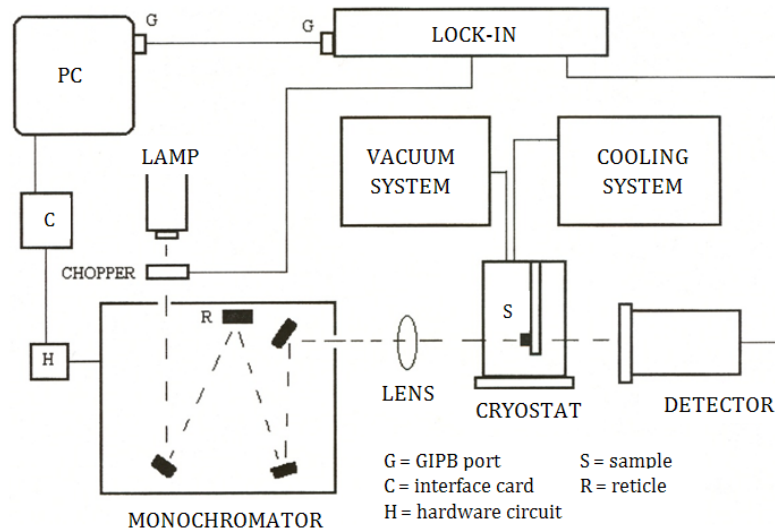 G
G
LOCK-IN
PC
LAMP
VACUUM
SYSTEM
COOLING
SYSTEM
C
CHOPPER
R
S
H
LENS
CRYOSTAT
DETECTOR
G = GIPB port
S = sample
C = interface card
R = reticle
H = hardware circuit
MONOCHROMATOR